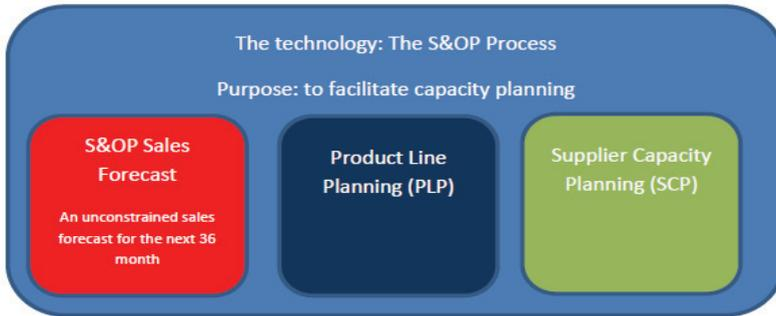 The technology: The S&OP Process
Purpose: to facilitate capacity planning
S&OP Sales
Forecast
An unconstrained sales
forecast for the next 36
month
Product Line
Planning (PLP)
Supplier Capacity
Planning (SCP)